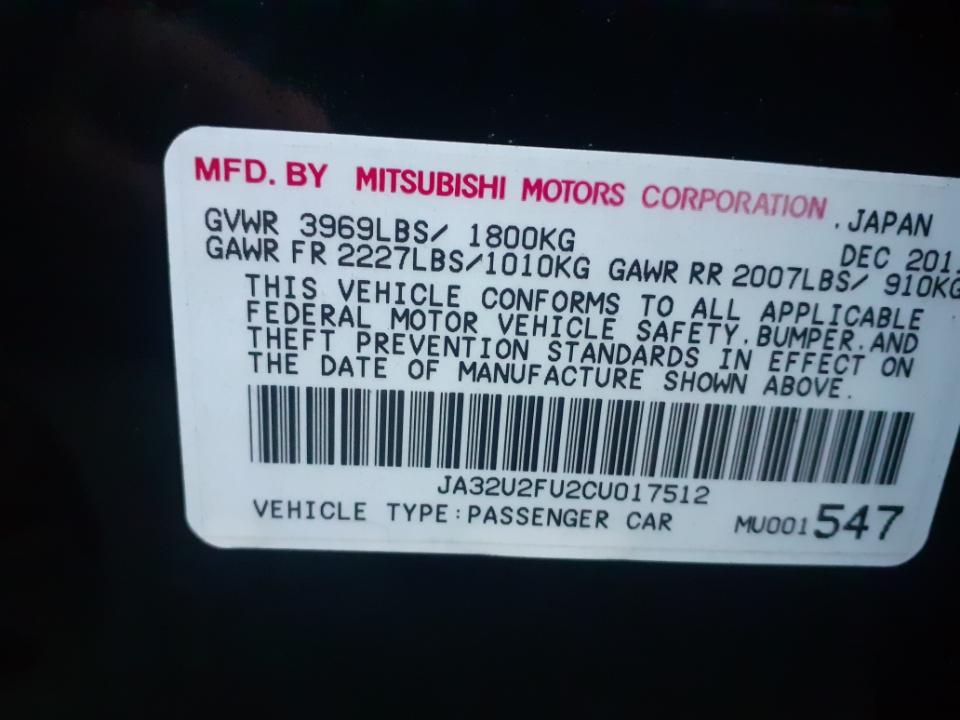 MFD. BY MITSUBISHI MOTORS CORPORATION , JAPAN
GVWR 3969LBS/ 1800KG DEC 201
GAWR FR 2227LBS/1010KG GAWR RR 2007LBS/ 910KG
THIS VEHICLE CONFORMS TO ALL APPLICABLE
FEDERAL MOTOR VEHICLE SAFETY, BUMPER, AND
THEFT PREVENTION STANDARDS IN EFFECT ON
THE DATE OF MANUFACTURE SHOWN ABOVE.
JA32U2FU2CU017512
VEHICLE TYPE:PASSENGER CAR MU001547